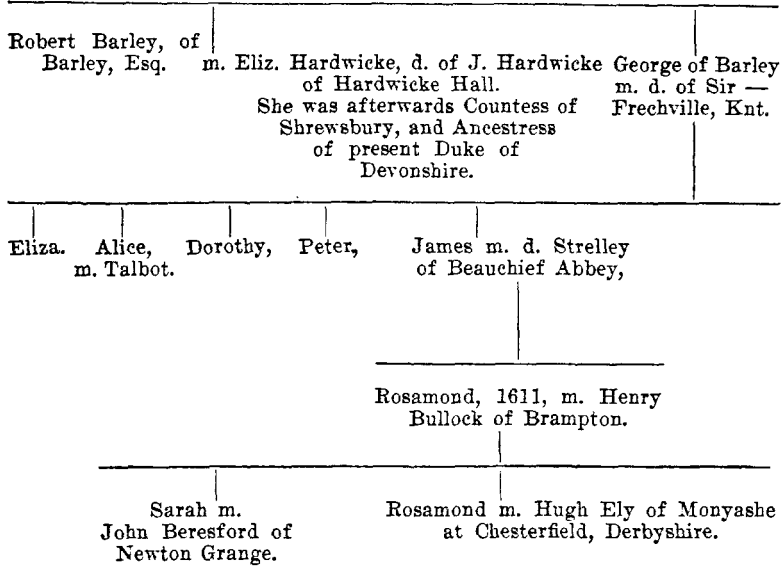 Robert Barley, of
Barley, Esq.
m. Eliz. Hardwicke, d. of J. Hardwicke
of Hardwicke Hall.
She was afterwards Countess of
Shrewsbury, and Ancestress
of present Duke of
Devonshire.
George of Barley
m. d. of Sir —
Frechville, Knt.
Eliza.
Alice,
m. Talbot.
Dorothy,
Peter,
James m. d. Strelley
of Beauchief Abbey,
Rosamond, 1611, m. Henry
Bullock of Brampton.
Sarah m.
John Beresford of
Newton Grange.
Rosamond m. Hugh Ely of Monyashe
at Chesterfield, Derbyshire.